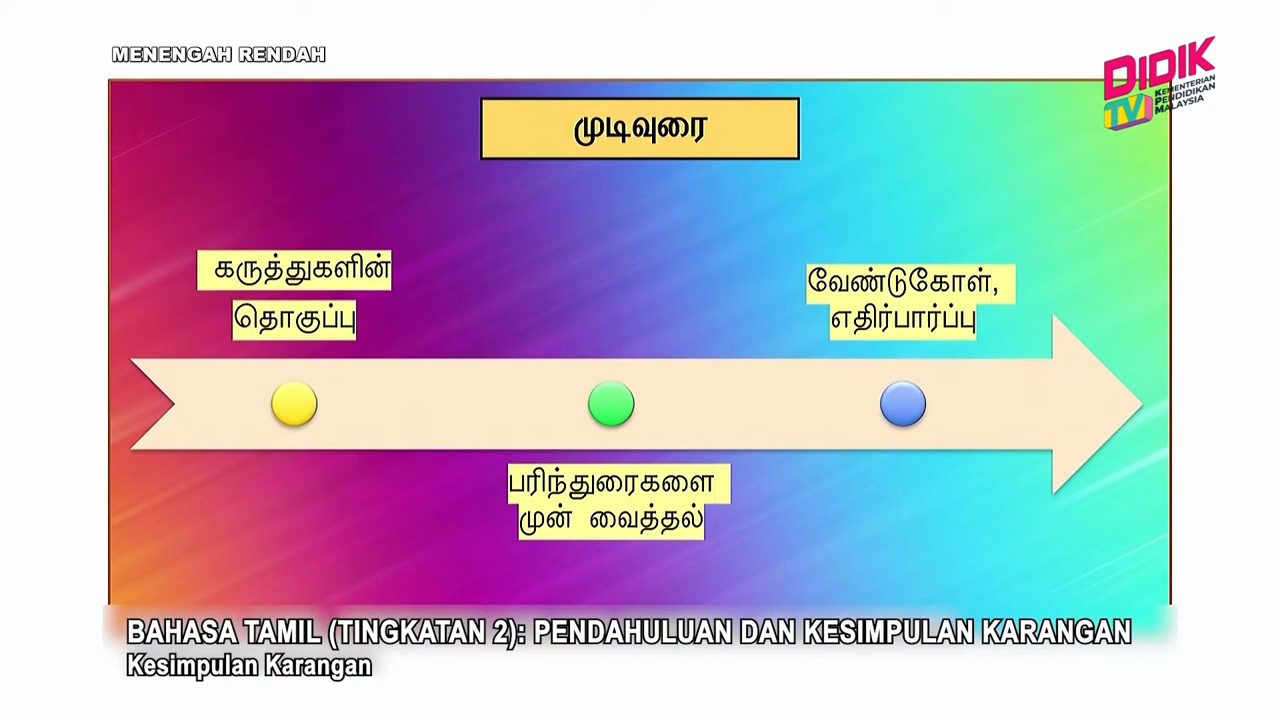 MENENGAH RENDAH
DIDIK
TV
KEMENTERIAN
PENDIDIKAN
MALAYSIA
முடிவுரை
கருத்துகளின்
தொகுப்பு
வேண்டுகோள்,
எதிர்பார்ப்பு
பரிந்துரைகளை
முன் வைத்தல்
BAHASA TAMIL (TINGKATAN 2): PENDAHULUAN DAN KESIMPULAN KARANGAN
Kesimpulan Karangan